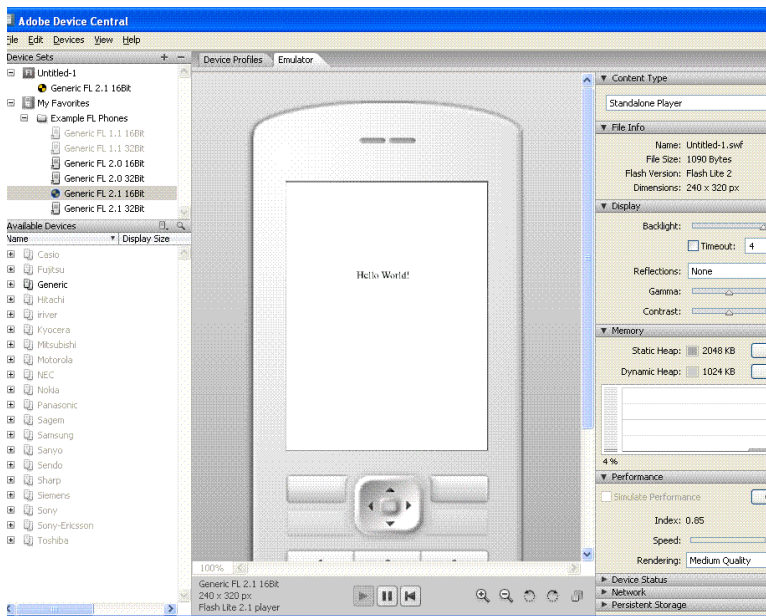 Adobe Device Central
File Edit Devices View Help
Device Sets
Untitled-1
Generic FL 2.1 16Bit
My Favorites
Example FL Phones
Generic FL 1.1 16Bit
Generic FL 1.1 32Bit
Generic FL 2.0 16Bit
Generic FL 2.0 32Bit
Generic FL 2.1 16Bit
Generic FL 2.1 32Bit
Available Devices
Name Display Size
Casio
Fujitsu
Generic
Hitachi
iriver
Kyocera
Mitsubishi
Motorola
NEC
Nokia
Panasonic
Sagem
Samsung
Sanyo
Sendo
Sharp
Siemens
Sony
Sony-Ericsson
Toshiba
Device Profiles Emulator
Hello World!
100%
Generic FL 2.1 16Bit
240 x 320 px
Flash Lite 2.1 player
Content Type
Standalone Player
File Info
Name: Untitled-1.swf
File Size: 1090 Bytes
Flash Version: Flash Lite 2
Dimensions: 240 x 320 px
Display
Backlight:
Timeout: 4
Reflections: None
Gamma:
Contrast:
Memory
Static Heap: 2048 KB
Dynamic Heap: 1024 KB
4 %
Performance
Simulate Performance
Index: 0.85
Speed:
Rendering: Medium Quality
Device Status
Network
Persistent Storage